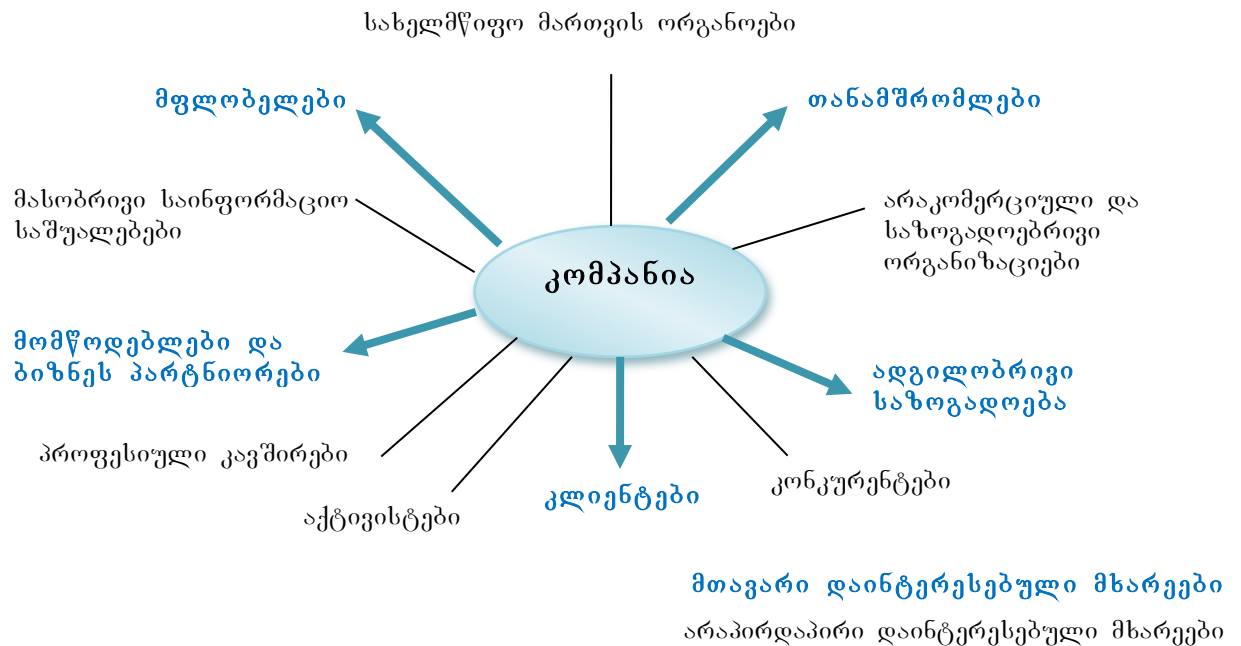 სახელმწიფო მართვის ორგანოები
მფლობელები
თანამშრომლები
მასობრივი საინფორმაციო
საშუალებები
არაკომერციული და
საზოგადოებრივი
ორგანიზაციები
კომპანია
მომწოდებლები და
ბიზნეს პარტნიორები
ადგილობრივი
საზოგადოება
პროფესიული კავშირები
კლიენტები
კონკურენტები
აქტივისტები
მთავარი დაინტერესებული მხარეები
არაპირდაპირი დაინტერესებული მხარეები